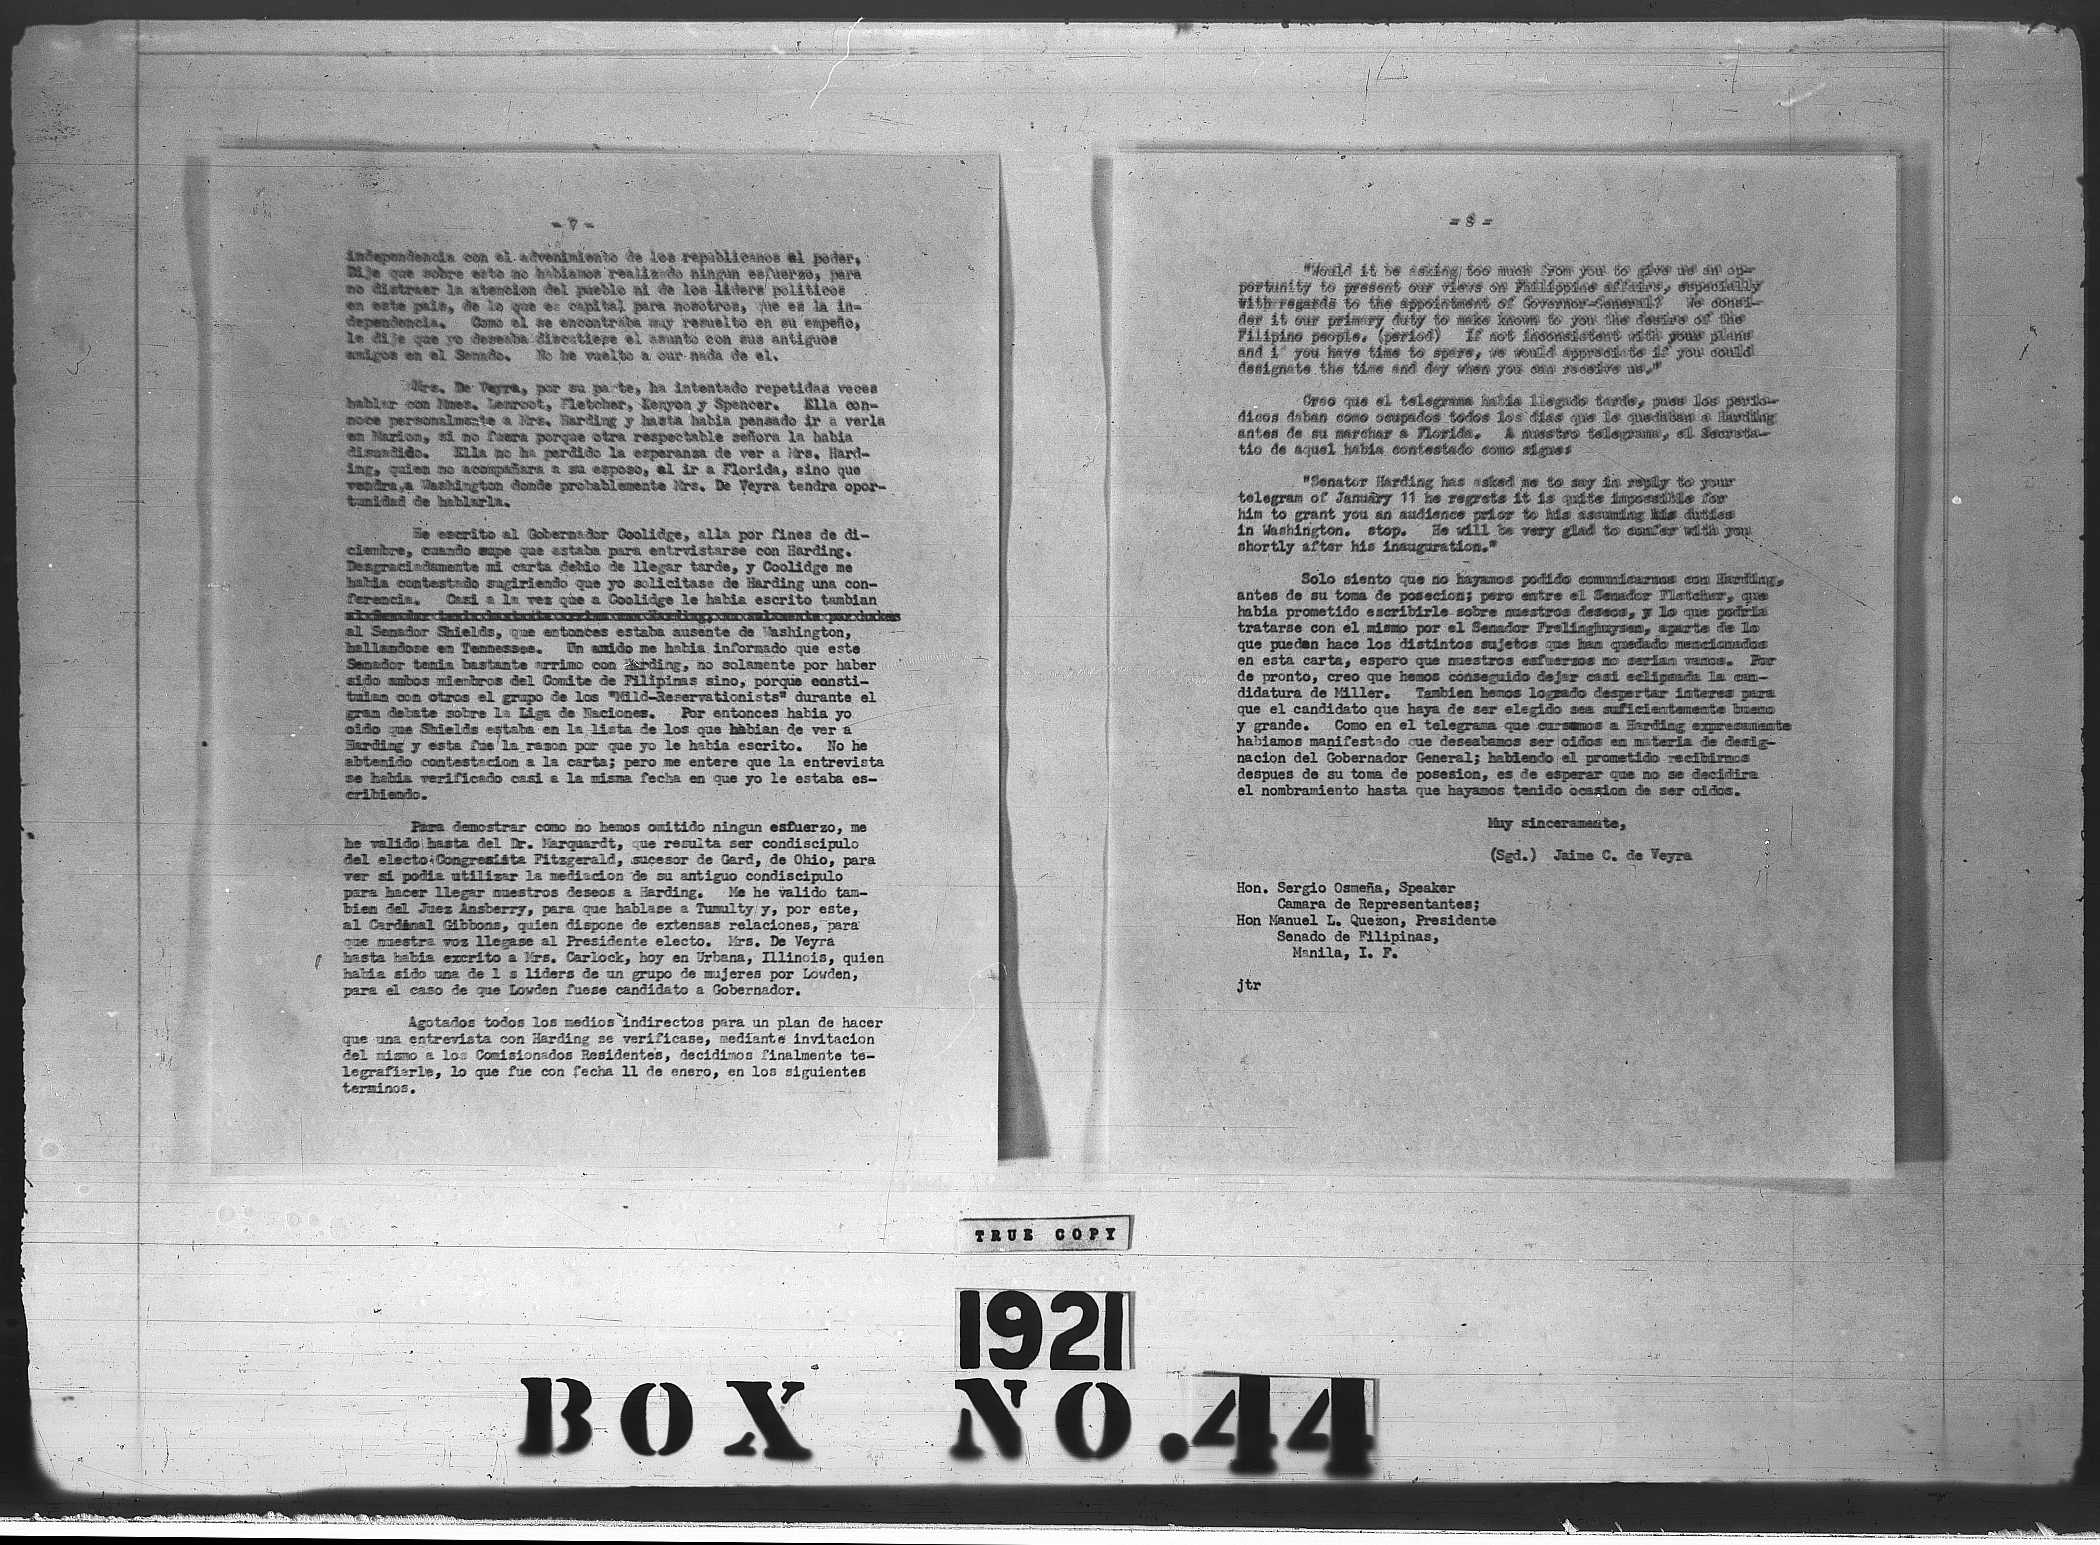 - 7 -
independencia con el advenimiento de los republicanos al poder.
Dije que sobre esto no habiamos realizado ningun esfuerzo, para
no distraer la atencion del pueblo ni de los liders politicos
en este pais, de lo que es capital para nosotros, que es la in-
dependencia. Como el se encontraba muy resuelto en su empeño,
le dije que yo deseaba discutiese el asunto con sus antiguos
amigos en el Senado. No he vuelto a our nada de el.
Mrs. De Veyra, por su parte, ha intentado repetidas veces
hablar con Mmes. Lenroot, Fletcher, Kenyon y Spencer. Ella con-
noce personalmente a Mrs. Harding y hasta habia pensado ir a verla
en Marion, si no fuera porque otra respectable señora la habia
disuadido. Ella no ha perdido la esperanza de ver a Mrs. Hard-
ing, quien no acompañara a su esposo, al ir a Florida, sino que
vendra,a Washington donde probablemente Mrs. De Veyra tendra opor-
tunidad de hablarla.
He escrito al Gobernador Coolidge, alla por fines de di-
ciembre, cuando supe que estaba para entrvistarse con Harding.
Desgraciadamente mi carta debio de llegar tarde, y Coolidge me
habia contestado sugiriendo que yo solicitase de Harding una con-
ferencia. Casi a la vez que a Coolidge le habia escrito tambian
al Senador Shields, que entonces estaba ausente de Washington,
hallandose en Tennessee. Un amido me habia informado que este
Senador tenia bastante arrimo con Harding, no solamente por haber
sido ambos miembros del Comite de Filipinas sino, porque consti-
tuian con otros el grupo de los "Mild-Reservationists" durante el
gran debate sobre la Liga de Naciones. Por entonces habia yo
oido que Shields estaba en la lista de los que habian de ver a
Harding y esta fue la razon por que yo le habia escrito. No he
abtenido contestacion a la carta; pero me entere que la entrevista
se habia verificado casi a la misma fecha en que yo le estaba es-
cribiendo.
Para demostrar como no hemos omitido ningun esfuerzo, me
he valido hasta del Dr. Marquardt, que resulta ser condiscipulo
del electo Congresista Fitzgerald, sucesor de Gard, de Ohio, para
ver si podia utilizar la mediacion de su antiguo condiscipulo
para hacer llegar nuestros deseos a Harding. Me he valido tam-
bien del Juez Ansberry, para que hablase a Tumulty y, por este,
al Cardinal Gibbons, quien dispone de extensas relaciones, para
que nuestra voz llegase al Presidente electo. Mrs. De Veyra
hasta habia excrito a Mrs. Carlock, hoy en Urbana, Illinois, quien
habia sido una de l s liders de un grupo de mujeres por Lowden,
para el caso de que Lowden fuese candidato a Gobernador.
Agotados todos los medios indirectos para un plan de hacer
que una entrevista con Harding se verificase, mediante invitacion
del mismo a los Comisionados Residentes, decidimos finalmente te-
legrafiarle, lo que fue con fecha 11 de enero, en los siguientes
terminos.
- 8 -
"Would it be asking too much from you to give us an op-
portunity to present our views on Philippine affairs, especially
with regards to the appointment of Governor-General? We consi-
der it our primary duty to make known to you the desire of the
Filipino people. (period) If not inconsistent with your plans
and if you have time to spare, we would appreciate if you could
designate the time and day when you can receive us."
Creo que el telegrama habia llegado tarde, pues los perio-
dicos daban como ocupados todos los dias que le quedaban a Harding
antes de su marchar a Florida. A nuestro telegrama, el Secreta-
tio de aquel habia contestado como sigue:
"Senator Harding has asked me to say in reply to your
telegram of January 11 he regrets it is quite impossible for
him to grant you an audience prior to his assuming his duties
in Washington. stop. He will be very glad to confer with you
shortly after his inauguration."
Solo siento que no hayamos podido comunicarnos con Harding,
antes de su toma de posecion; pero entre el Senador Fletcher, que
habia prometido escribirle sobre nuestros deseos, y lo que podria
tratarse con el mismo por el Senador Frelinghuysen, aparte de lo
que pueden hace los distintos sujetos que han quedado mencionados
en esta carta, espero que nuestros esfuerzos no serian vanos. Por
de pronto, creo que hemos conseguido dejar casi eclipsada la can-
didatura de Miller. Tambien hemos logrado despertar interes para
que el candidato que haya de ser elegido sea suficientemente bueno
y grande. Como en el telegrama que cursamos a Harding expresamente
habiamos manifestado que deseabamos ser oidos en materia de desig-
nacion del Gobernador General; habiendo el prometido recibirnos
despues de su toma de posesion, es de esperar que no se decidira
el nombramiento hasta que hayamos tenido ocasion de ser oidos.
Muy sinceramente,
(Sgd.) Jaime C. de Veyra
Hon. Sergio Osmeña, Speaker
Camara de Representantes;
Hon Manuel L. Quezon, Presidente
Senado de Filipinas,
Manila, I. F.
jtr
TRUE COPY
1921
BOX NO.44